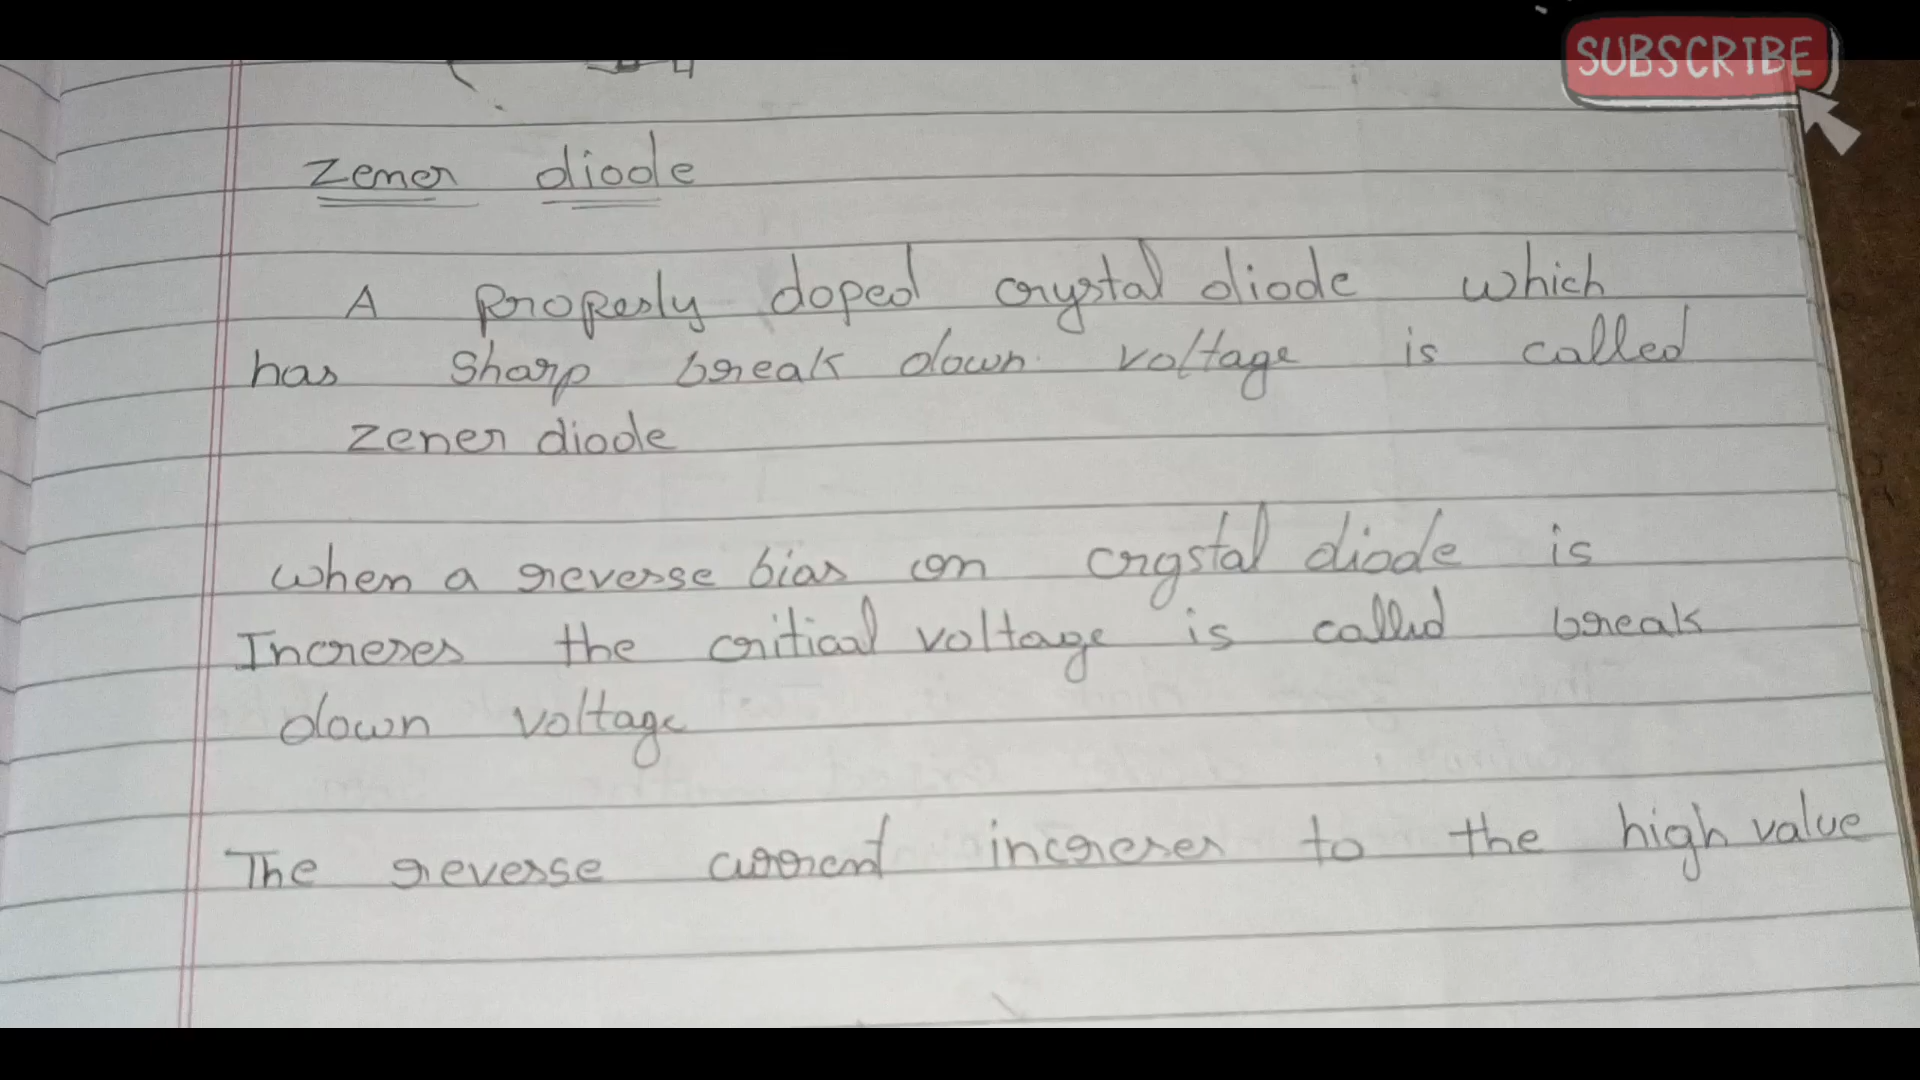 SUBSCRIBE
Zener diode
A Properly doped crystal diode which
has Sharp break down voltage is called
Zener diode
when a reverse bias on crystal diode is
Increses the critical voltage is called break
down voltage
The reverse current increses to the high value